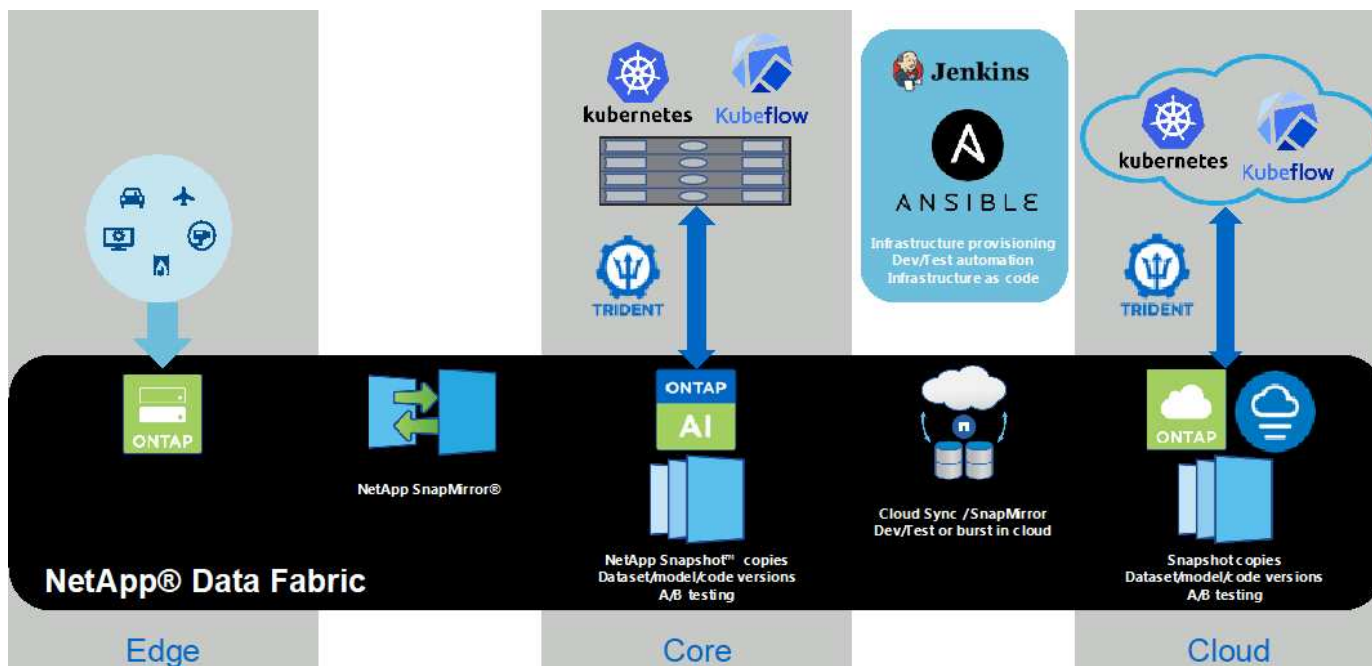 kubernetes
Kubeflow
Jenkins
ANSIBLE
Infrastructure provisioning
Dev/Test automation
Infrastructure as code
kubernetes
Kubeflow
TRIDENT
TRIDENT
ONTAP
NetApp SnapMirror®
ONTAP
AI
NetApp Snapshot™ copies
Dataset/model/code versions
A/B testing
n
Cloud Sync /SnapMirror
Dev/Test or burst in cloud
ONTAP
Snapshot copies
Dataset/model/code versions
A/B testing
NetApp® Data Fabric
Edge
Core
Cloud